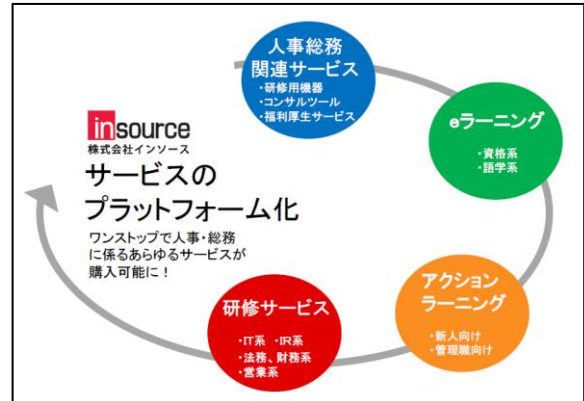 人事総務
関連サービス
・研修用機器
・コンサルツール
・福利厚生サービス
insource
株式会社インソース
サービスの
プラットフォーム化
ワンストップで人事・総務
に係るあらゆるサービスが
購入可能に！
eラーニング
・資格系
・語学系
アクション
ラーニング
・新人向け
・管理職向け
研修サービス
・IT系 ・IR系
・法務、財務系
・営業系